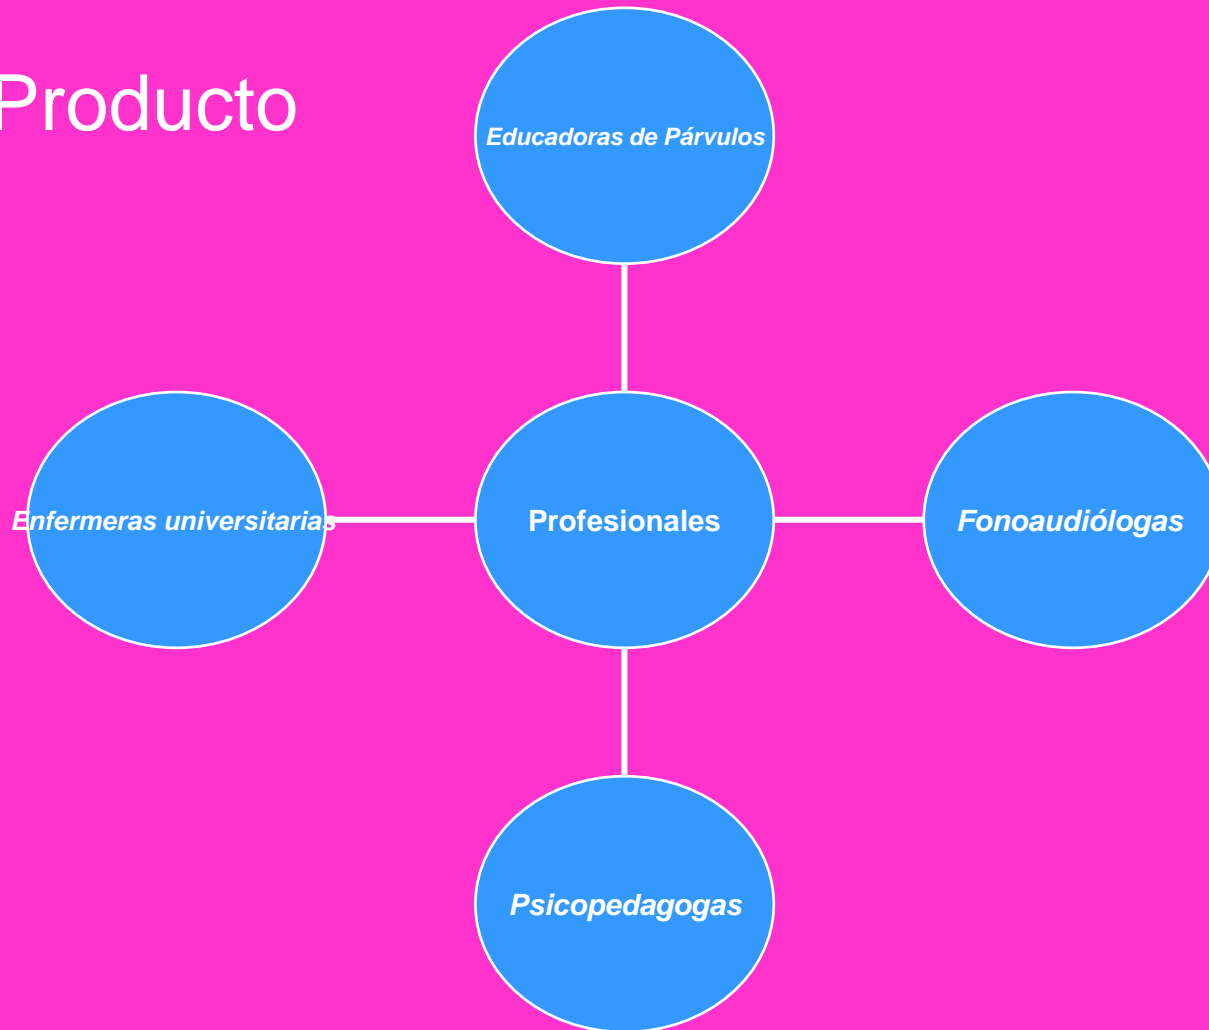 Producto
Educadoras de Párvulos
Enfermeras universitarias
Profesionales
Fonoaudiólogas
Psicopedagogas